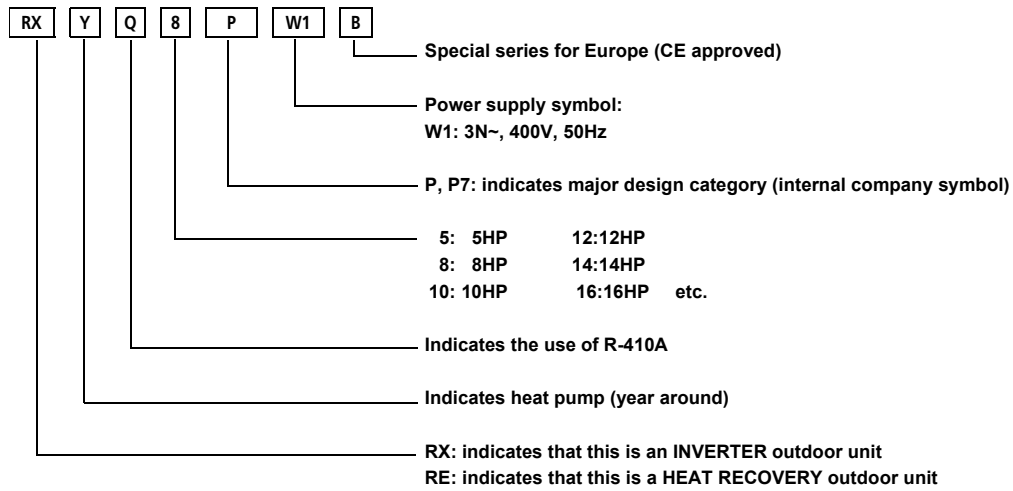 RX Y Q 8 P W1 B
Special series for Europe (CE approved)
Power supply symbol:
W1: 3N~, 400V, 50Hz
P, P7: indicates major design category (internal company symbol)
5: 5HP 12:12HP
8: 8HP 14:14HP
10: 10HP 16:16HP etc.
Indicates the use of R-410A
Indicates heat pump (year around)
RX: indicates that this is an INVERTER outdoor unit
RE: indicates that this is a HEAT RECOVERY outdoor unit